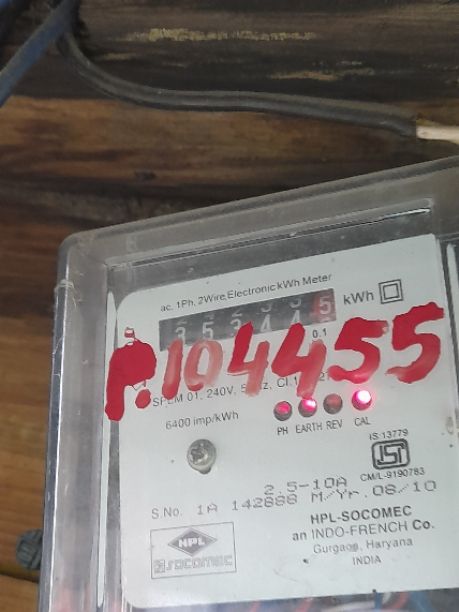 ac. 1Ph, 2Wire, Electronic kWh Meter
kWh
0.1
P.104455
6400 imp/kWh
PH EARTH REV CAL
IS:13779
ISI
CM/L-9190783
2.5-10A
S.No. 1A 142888 M/Yr.08/10
HPL
SOCOMEC
HPL-SOCOMEC
an INDO-FRENCH Co.
Gurgaon, Haryana
INDIA